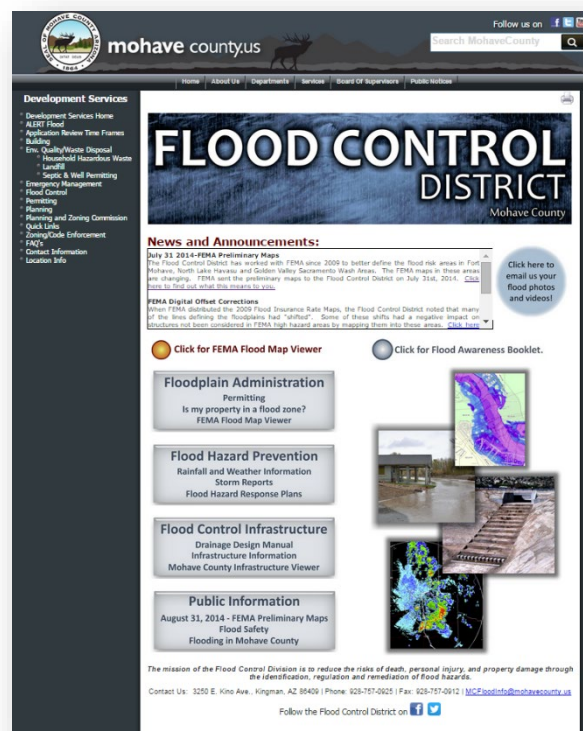 Follow us on
mohave county.us
Search MohaveCounty
Home | About Us | Departments | Services | Board Of Supervisors | Public Notices
Development Services
Development Services Home
ALERT Flood
Application Review Time Frames
Building
Env. Quality/Waste Disposal
Household Hazardous Waste
Landfill
Septic & Well Permitting
Emergency Management
Flood Control
Permitting
Planning
Planning and Zoning Commission
Quick Links
Zoning/Code Enforcement
FAQ's
Contact Information
Location Info
FLOOD CONTROL
DISTRICT
Mohave County
News and Announcements:
July 31 2014-FEMA Preliminary Maps
The Flood Control District has worked with FEMA since 2009 to better define the flood risk areas in Fort
Mohave, North Lake Havasu and Golden Valley Sacramento Wash Areas. The FEMA maps in these areas
are changing. FEMA sent the preliminary maps to the Flood Control District on July 31st, 2014. Click
here to find out what this means to you.
FEMA Digital Offset Corrections
When FEMA distributed the 2009 Flood Insurance Rate Maps, the Flood Control District noted that many
of the lines defining the floodplains had "shifted". Some of these shifts had a negative impact on
structures not been considered in FEMA high hazard areas by mapping them into these areas. Click here
Click here to
email us your
flood photos
and videos!
Click for FEMA Flood Map Viewer
Click for Flood Awareness Booklet.
Floodplain Administration
Permitting
Is my property in a flood zone?
FEMA Flood Map Viewer
Flood Hazard Prevention
Rainfall and Weather Information
Storm Reports
Flood Hazard Response Plans
Flood Control Infrastructure
Drainage Design Manual
Infrastructure Information
Mohave County Infrastructure Viewer
Public Information
August 31, 2014 - FEMA Preliminary Maps
Flood Safety
Flooding in Mohave County
The mission of the Flood Control Division is to reduce the risks of death, personal injury, and property damage through
the identification, regulation and remediation of flood hazards.
Contact Us: 3250 E. Kino Ave., Kingman, AZ 86409 | Phone: 928-757-0925 | Fax: 928-757-0912 | MCFloodInfo@mohavecounty.us
Follow the Flood Control District on